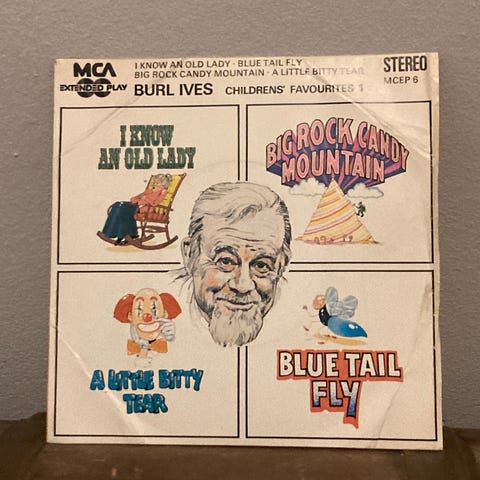 MCA
EXTENDED PLAY
I KNOW AN OLD LADY · BLUE TAIL FLY
BIG ROCK CANDY MOUNTAIN · A LITTLE BITTY TEAR
BURL IVES CHILDRENS' FAVOURITES 1
STEREO
MCEP 6
I KNOW
AN OLD LADY
BIG ROCK CANDY
MOUNTAIN
A LITTLE BITTY
TEAR
BLUE TAIL
FLY